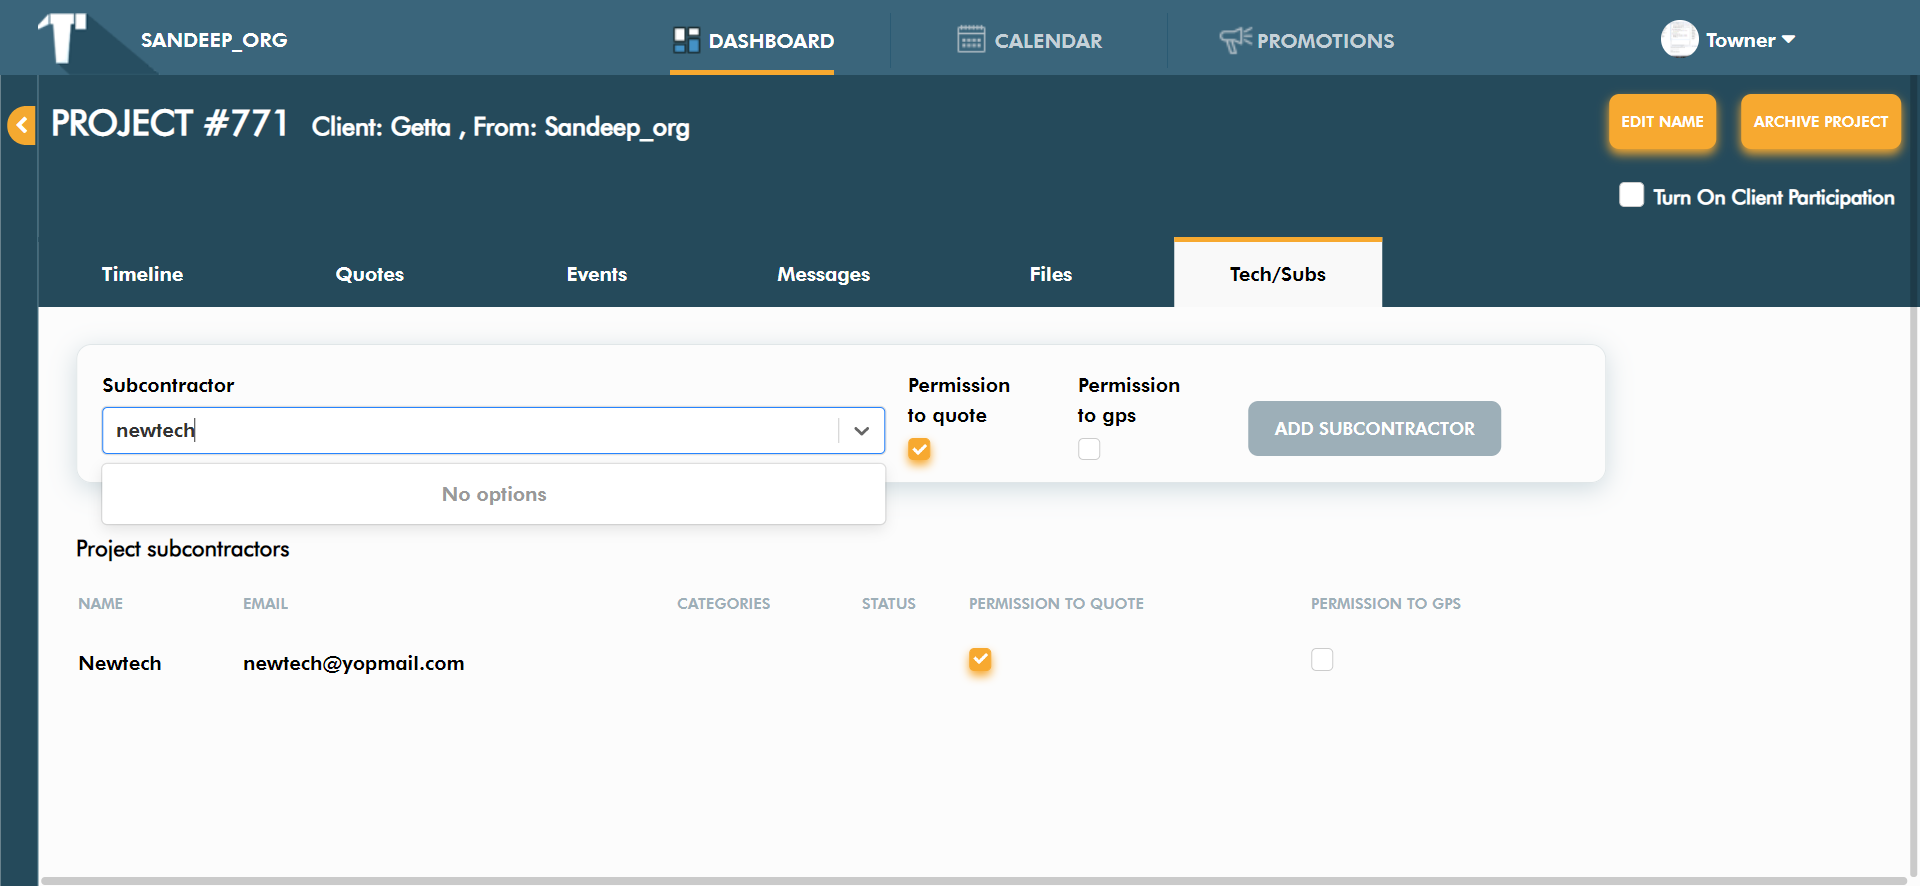 SANDEEP_ORG
DASHBOARD
CALENDAR
PROMOTIONS
Towner
PROJECT #771 Client: Getta , From: Sandeep_org
EDIT NAME
ARCHIVE PROJECT
Turn On Client Participation
Timeline
Quotes
Events
Messages
Files
Tech/Subs
Subcontractor
newtech
No options
Permission
to quote
Permission
to gps
ADD SUBCONTRACTOR
Project subcontractors
NAME EMAIL CATEGORIES STATUS PERMISSION TO QUOTE PERMISSION TO GPS
Newtech newtech@yopmail.com